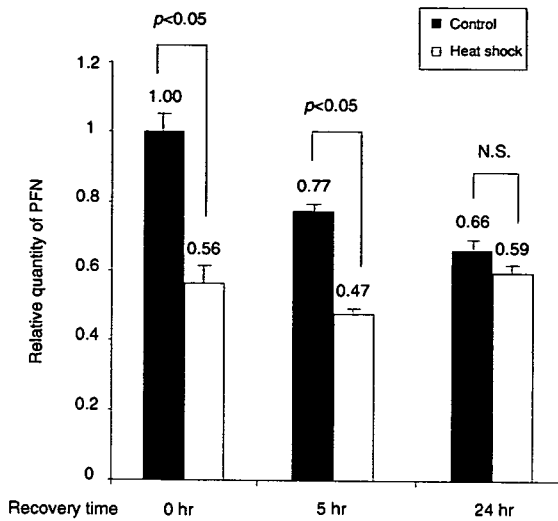 Control
Heat shock
p<0.05
1.2
1.00
p<0.05
1
N.S.
0.77
0.8
0.66
0.56
0.59
0.6
0.47
0.4
0.2
0
Relative quantity of PFN
Recovery time 0 hr 5 hr 24 hr